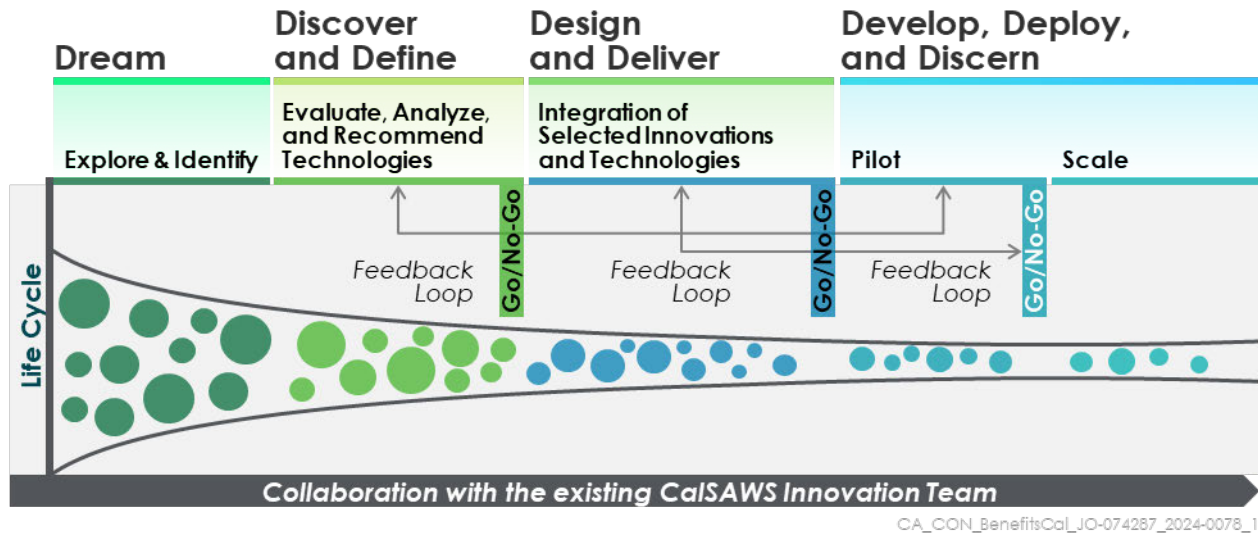 Dream
Discover
and Define
Design
and Deliver
Develop, Deploy,
and Discern
Explore & Identify
Evaluate, Analyze,
and Recommend
Technologies
Integration of
Selected Innovations
and Technologies
Pilot
Scale
Life Cycle
Feedback
Loop
Go/No-Go
Feedback
Loop
Go/No-Go
Feedback
Loop
Go/No-Go
Collaboration with the existing CalSAWS Innovation Team
CA_CON_BenefitsCal_JO-074287_2024-0078_1